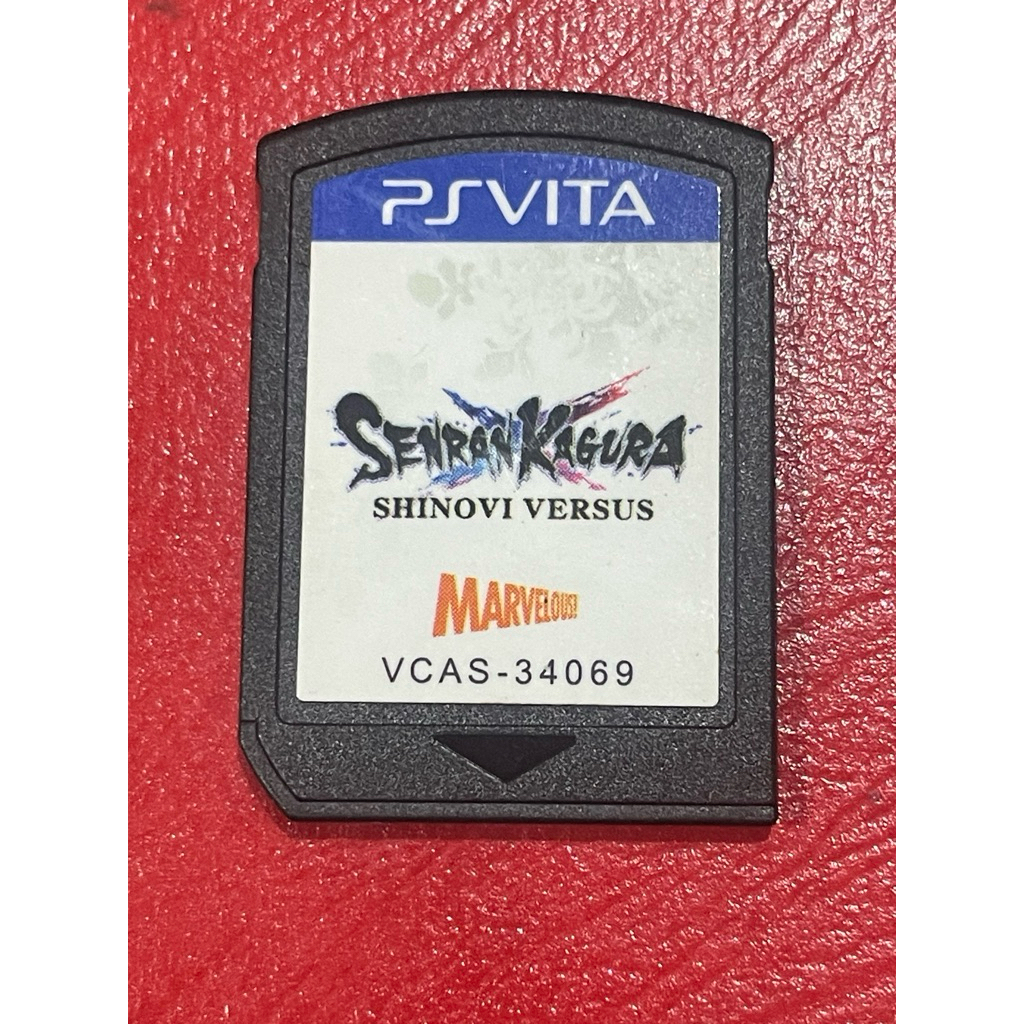 PSVITA
SENRAN KAGURA
SHINOVI VERSUS
MARVELOUS!
VCAS-34069